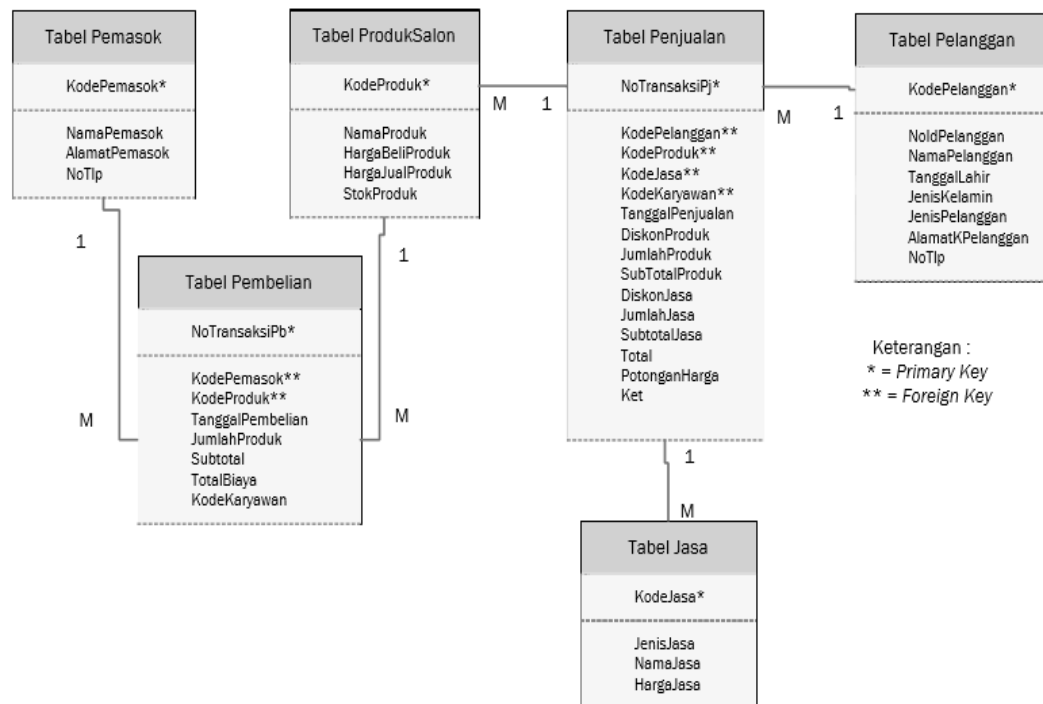 Tabel Pemasok
KodePemasok*
NamaPemasok
AlamatPemasok
NoTlp
1
M
Tabel ProdukSalon
KodeProduk*
NamaProduk
HargaBeliProduk
HargaJualProduk
StokProduk
M
1
1
M
Tabel Pembelian
NoTransaksiPb*
KodePemasok**
KodeProduk**
TanggalPembelian
JumlahProduk
Subtotal
TotalBiaya
KodeKaryawan
Tabel Penjualan
NoTransaksiPj*
KodePelanggan**
KodeProduk**
KodeJasa**
KodeKaryawan**
TanggalPenjualan
DiskonProduk
JumlahProduk
SubTotalProduk
DiskonJasa
JumlahJasa
SubtotalJasa
Total
PotonganHarga
Ket
M
1
1
M
Tabel Pelanggan
KodePelanggan*
NoIdPelanggan
NamaPelanggan
TanggalLahir
JenisKelamin
JenisPelanggan
AlamatKPelanggan
NoTlp
Keterangan :
* = Primary Key
** = Foreign Key
Tabel Jasa
KodeJasa*
JenisJasa
NamaJasa
HargaJasa